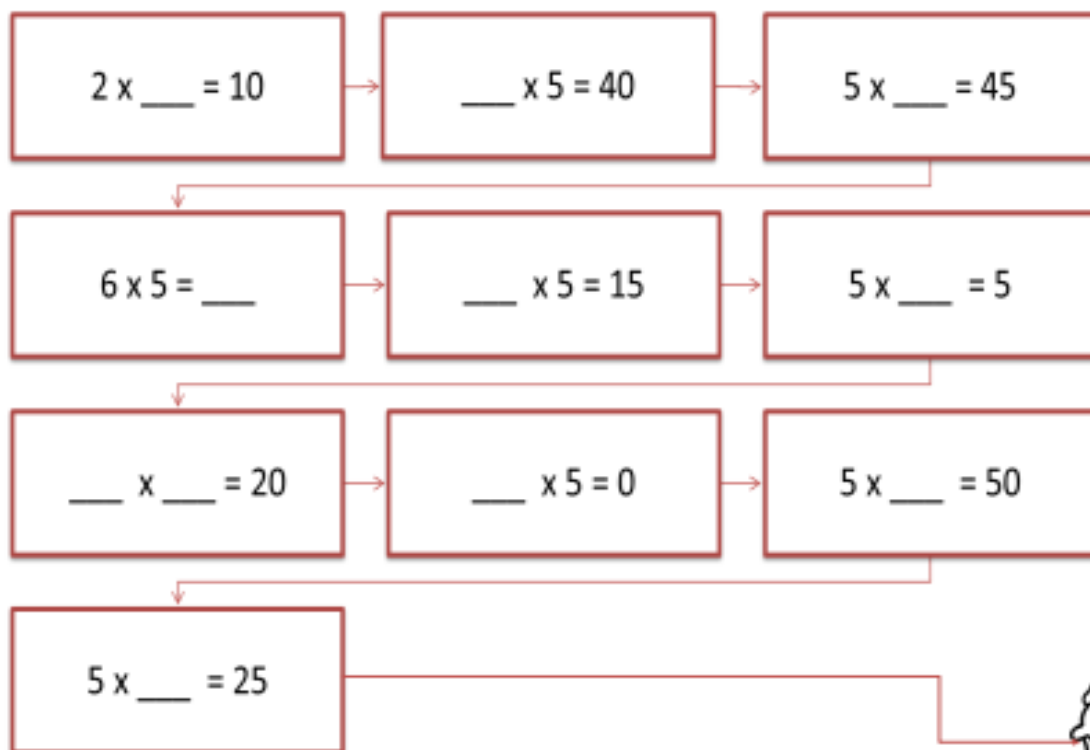 2 x ___ = 10
___ x 5 = 40
5 x ___ = 45
6 x 5 = ___
___ x 5 = 15
5 x ___ = 5
___ x ___ = 20
___ x 5 = 0
5 x ___ = 50
5 x ___ = 25